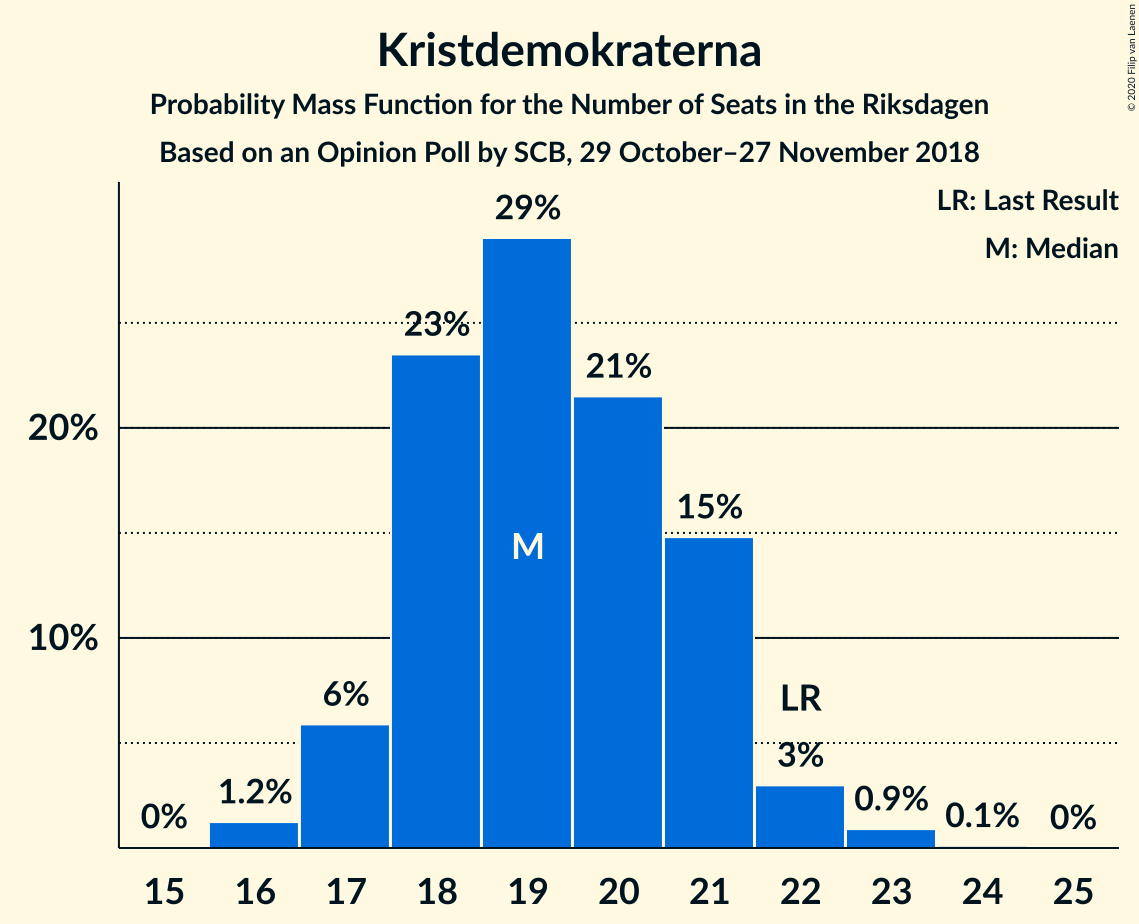 Kristdemokraterna
Probability Mass Function for the Number of Seats in the Riksdagen
Based on an Opinion Poll by SCB, 29 October–27 November 2018
© 2020 Filip van Laenen
LR: Last Result
M: Median
29%
23%
21%
20%
15%
M
10%
6%
LR
3%
1.2%
0.9%
0%
0.1%
0%
15 16 17 18 19 20 21 22 23 24 25